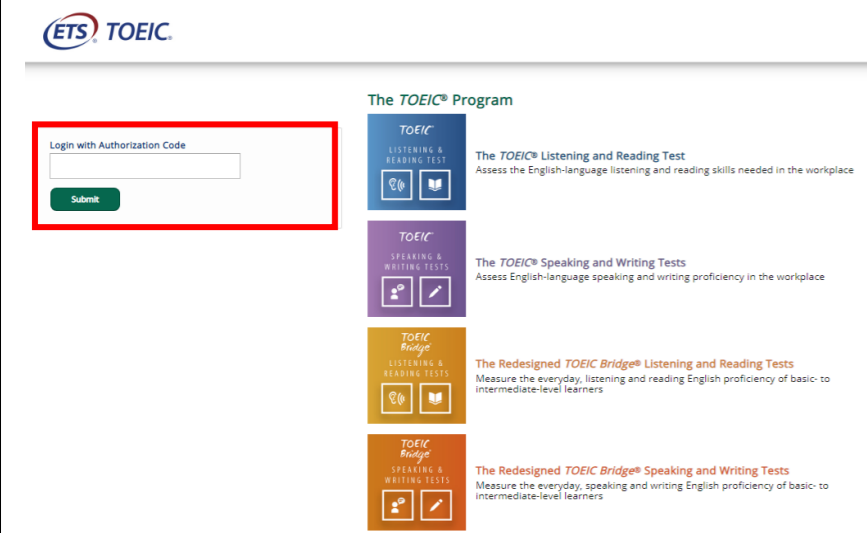 ETS® TOEIC®
Login with Authorization Code
Submit
The TOEIC® Program
TOEIC®
LISTENING &
READING TEST
The TOEIC® Listening and Reading Test
Assess the English-language listening and reading skills needed in the workplace
TOEIC®
SPEAKING &
WRITING TESTS
The TOEIC® Speaking and Writing Tests
Assess English-language speaking and writing proficiency in the workplace
TOEIC
Bridge®
LISTENING &
READING TESTS
The Redesigned TOEIC Bridge® Listening and Reading Tests
Measure the everyday, listening and reading English proficiency of basic- to
intermediate-level learners
TOEIC
Bridge®
SPEAKING &
WRITING TESTS
The Redesigned TOEIC Bridge® Speaking and Writing Tests
Measure the everyday, speaking and writing English proficiency of basic- to
intermediate-level learners